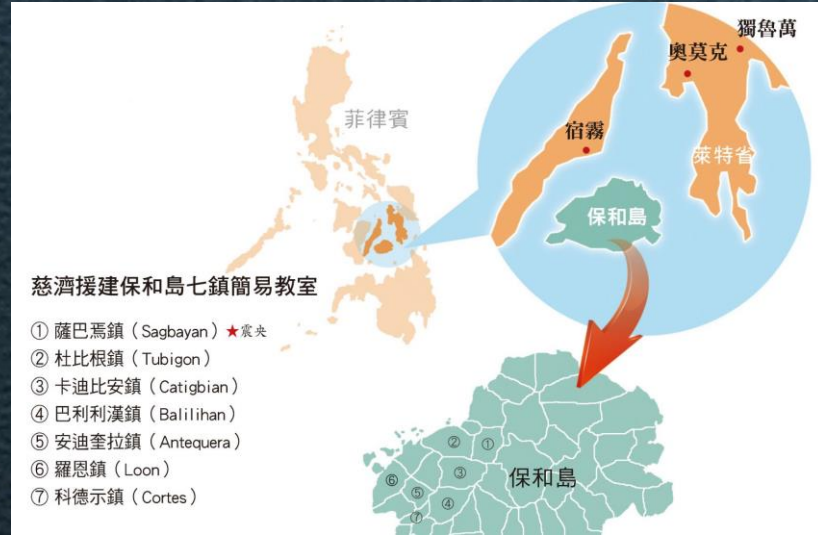 獨魯萬
奧莫克
菲律賓
宿霧
萊特省
保和島
慈濟援建保和島七鎮簡易教室
① 薩巴焉鎮（Sagbayan）★震央
② 杜比根鎮（Tubigon）
③ 卡迪比安鎮（Catigbian）
④ 巴利利漢鎮（Balilihan）
⑤ 安迪奎拉鎮（Antequera）
⑥ 羅恩鎮（Loon）
⑦ 科德示鎮（Cortes）
② ①
⑥ ③ 保和島
⑤ ④
⑦